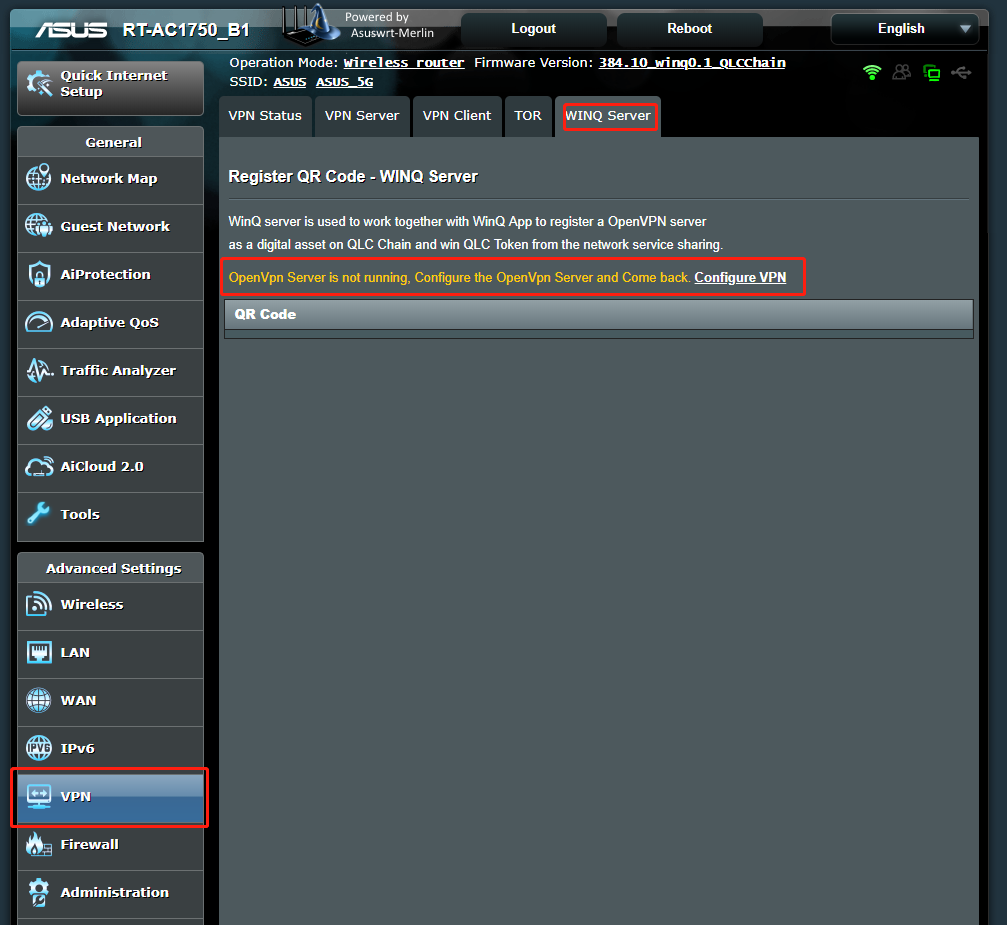 ASUS RT-AC1750_B1
Powered by
Asuswrt-Merlin
Logout
Reboot
English
Quick Internet
Setup
Operation Mode: Wireless router Firmware Version: 384.10_winq0.1_QLCChain
SSID: ASUS ASUS_5G
VPN Status
VPN Server
VPN Client
TOR
WINQ Server
General
Network Map
Guest Network
AiProtection
Adaptive QoS
Traffic Analyzer
USB Application
AiCloud 2.0
Tools
Advanced Settings
Wireless
LAN
WAN
IPV6
IPv6
VPN
Firewall
Administration
Register QR Code - WINQ Server
WinQ server is used to work together with WinQ App to register a OpenVPN server
as a digital asset on QLC Chain and win QLC Token from the network service sharing.
OpenVpn Server is not running, Configure the OpenVpn Server and Come back. Configure VPN
QR Code